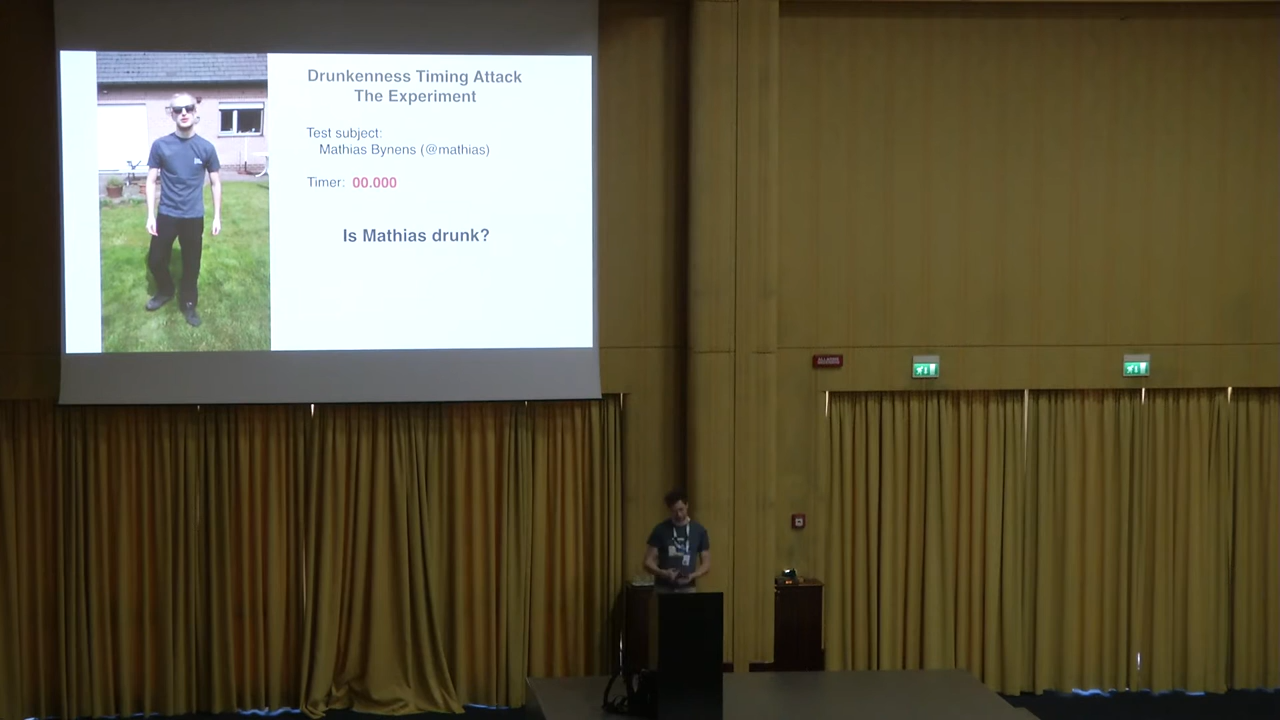 Drunkenness Timing Attack
The Experiment
Test subject:
Mathias Bynens (@mathias)
Timer: 00.000
Is Mathias drunk?